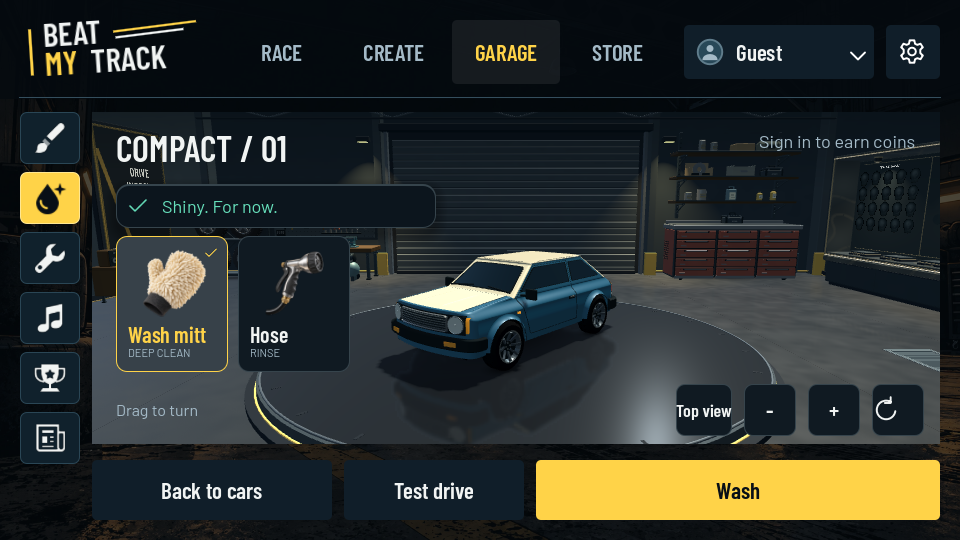 BEAT
MY TRACK
RACE
CREATE
GARAGE
STORE
Guest
COMPACT / 01
Sign in to earn coins
DRIVE
Shiny. For now.
Wash mitt
DEEP CLEAN
Hose
RINSE
Drag to turn
Top view
-
+
Back to cars
Test drive
Wash